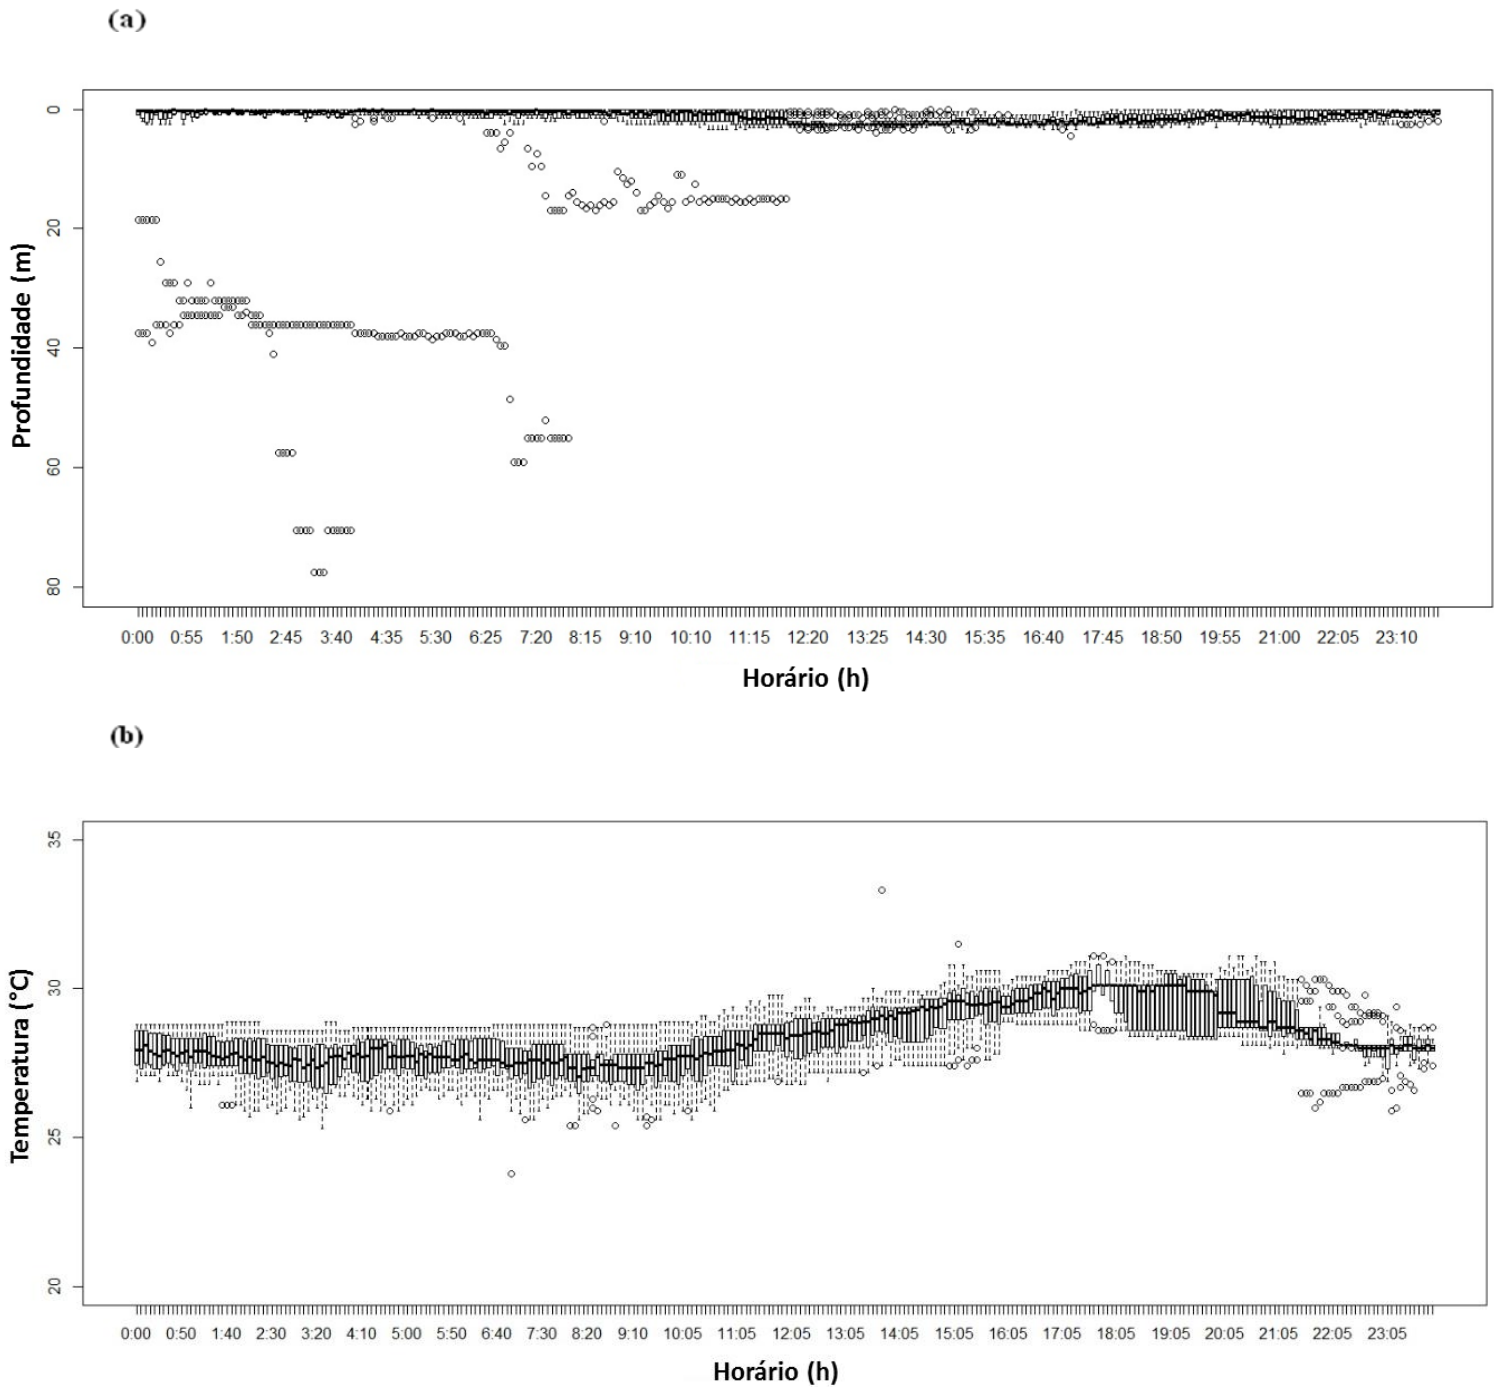 (a)
Profundidade (m)
0
20
40
60
80
0:00 0:55 1:50 2:45 3:40 4:35 5:30 6:25 7:20 8:15 9:10 10:10 11:15 12:20 13:25 14:30 15:35 16:40 17:45 18:50 19:55 21:00 22:05 23:10
Horário (h)
(b)
Temperatura (°C)
35
30
25
20
0:00 0:50 1:40 2:30 3:20 4:10 5:00 5:50 6:40 7:30 8:20 9:10 10:05 11:05 12:05 13:05 14:05 15:05 16:05 17:05 18:05 19:05 20:05 21:05 22:05 23:05
Horário (h)